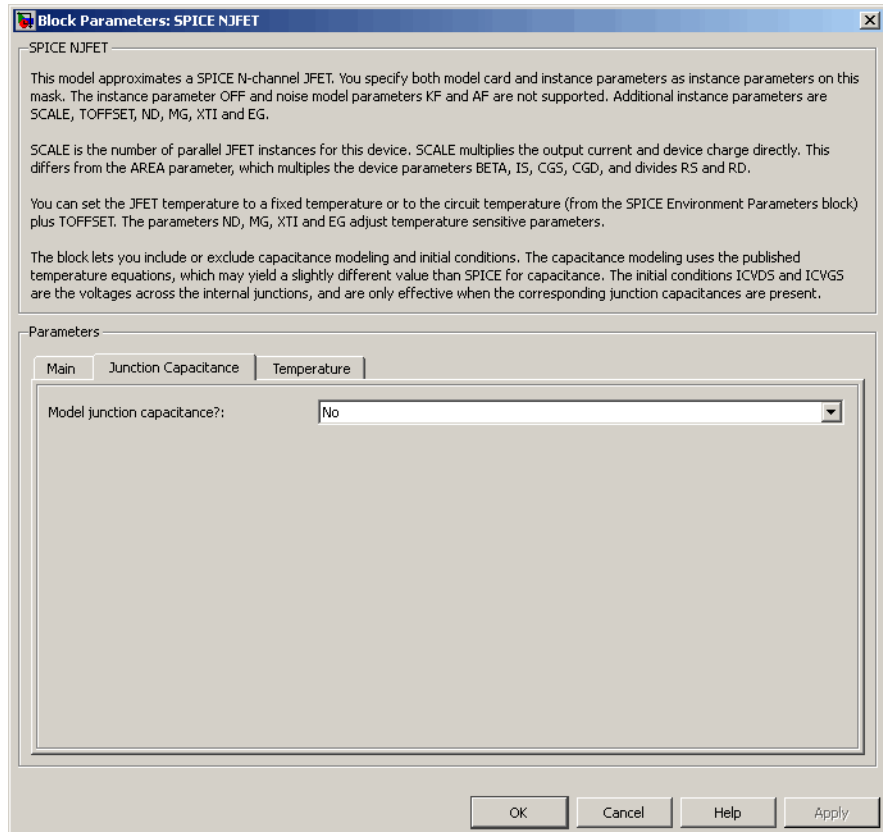 Block Parameters: SPICE NJFET
SPICE NJFET
This model approximates a SPICE N-channel JFET. You specify both model card and instance parameters as instance parameters on this
mask. The instance parameter OFF and noise model parameters KF and AF are not supported. Additional instance parameters are
SCALE, TOFFSET, ND, MG, XTI and EG.
SCALE is the number of parallel JFET instances for this device. SCALE multiplies the output current and device charge directly. This
differs from the AREA parameter, which multiples the device parameters BETA, IS, CGS, CGD, and divides RS and RD.
You can set the JFET temperature to a fixed temperature or to the circuit temperature (from the SPICE Environment Parameters block)
plus TOFFSET. The parameters ND, MG, XTI and EG adjust temperature sensitive parameters.
The block lets you include or exclude capacitance modeling and initial conditions. The capacitance modeling uses the published
temperature equations, which may yield a slightly different value than SPICE for capacitance. The initial conditions ICVDS and ICVGS
are the voltages across the internal junctions, and are only effective when the corresponding junction capacitances are present.
Parameters
Main Junction Capacitance Temperature
Model junction capacitance?: No
OK Cancel Help Apply